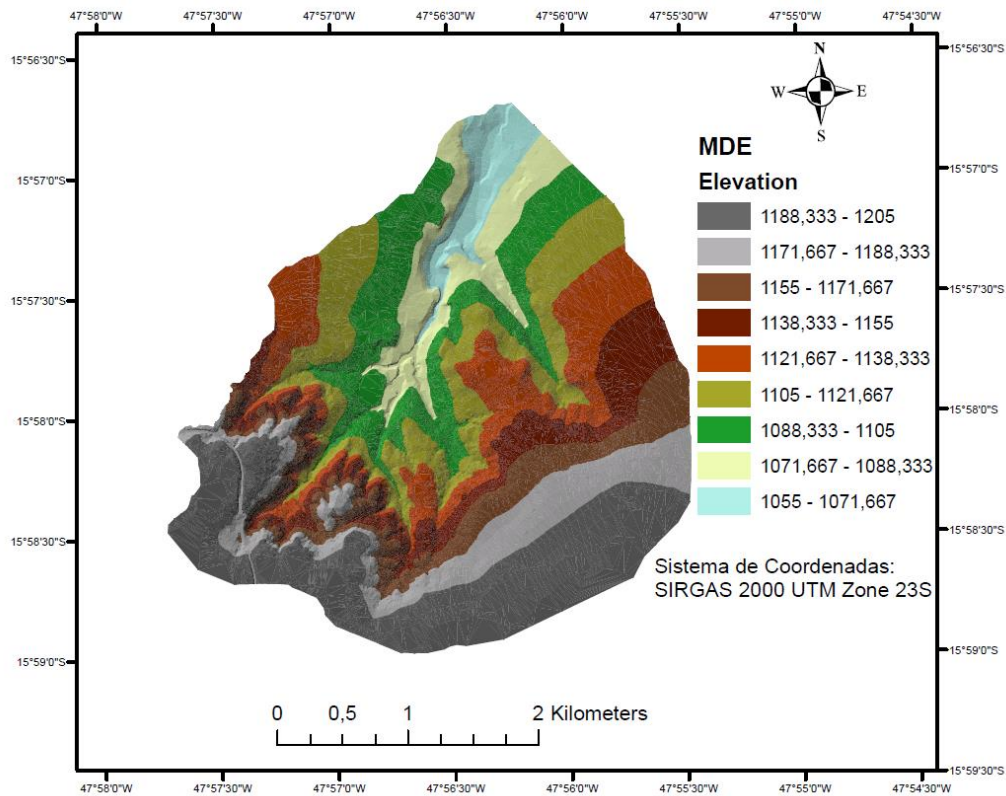 47°58'0"W 47°57'30"W 47°57'0"W 47°56'30"W 47°56'0"W 47°55'30"W 47°55'0"W 47°54'30"W
15°56'30"S
15°56'30"S
N
W E
S
MDE
Elevation
15°57'0"S
15°57'0"S
1188,333 - 1205
1171,667 - 1188,333
15°57'30"S
15°57'30"S
1155 - 1171,667
1138,333 - 1155
1121,667 - 1138,333
1105 - 1121,667
15°58'0"S
15°58'0"S
1088,333 - 1105
1071,667 - 1088,333
1055 - 1071,667
15°58'30"S
15°58'30"S
Sistema de Coordenadas:
SIRGAS 2000 UTM Zone 23S
15°59'0"S
15°59'0"S
0 0,5 1 2 Kilometers
15°59'30"S
15°59'30"S
47°58'0"W 47°57'30"W 47°57'0"W 47°56'30"W 47°56'0"W 47°55'30"W 47°55'0"W 47°54'30"W